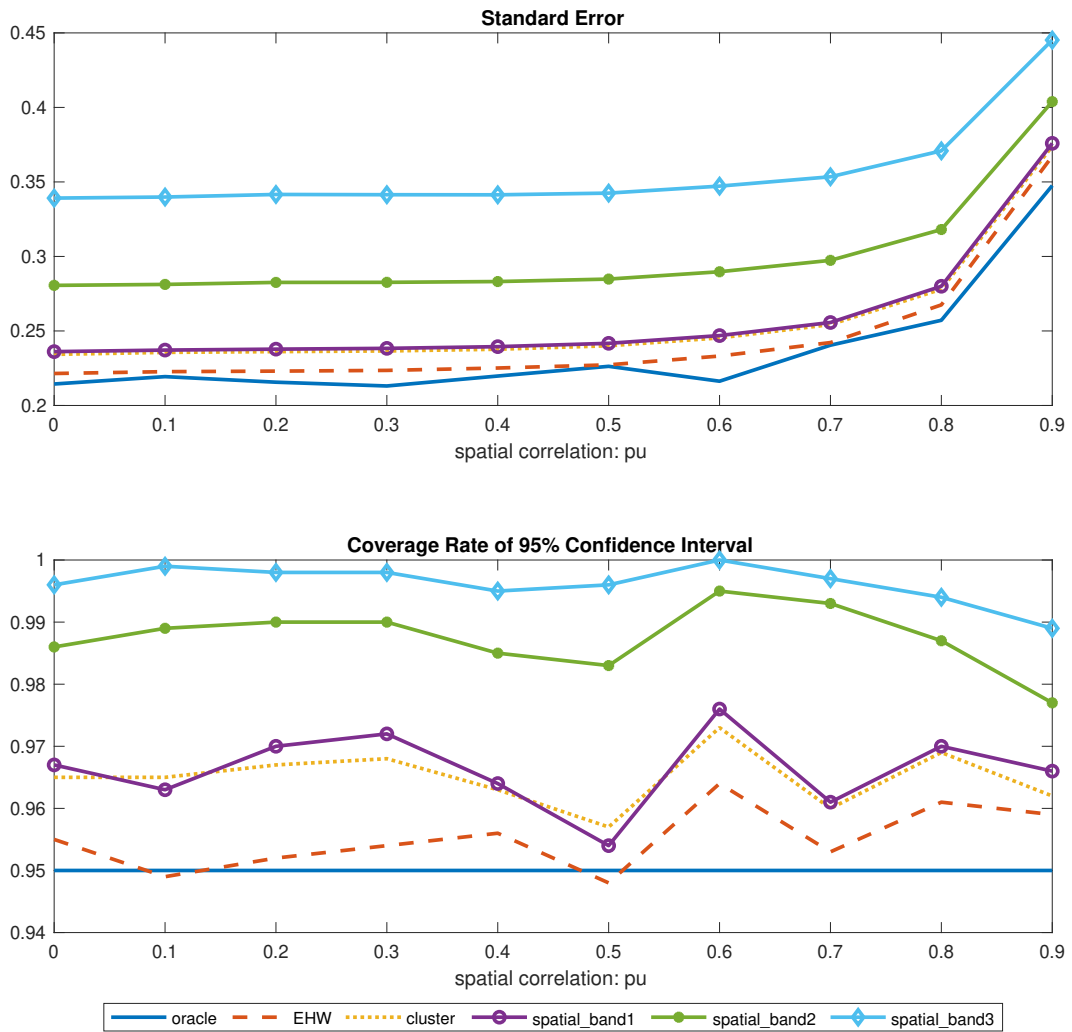 Standard Error
0.45
0.4
0.35
0.3
0.25
0.2
0 0.1 0.2 0.3 0.4 0.5 0.6 0.7 0.8 0.9
spatial correlation: pu
Coverage Rate of 95% Confidence Interval
1
0.99
0.98
0.97
0.96
0.95
0.94
0 0.1 0.2 0.3 0.4 0.5 0.6 0.7 0.8 0.9
spatial correlation: pu
oracle EHW cluster spatial_band1 spatial_band2 spatial_band3